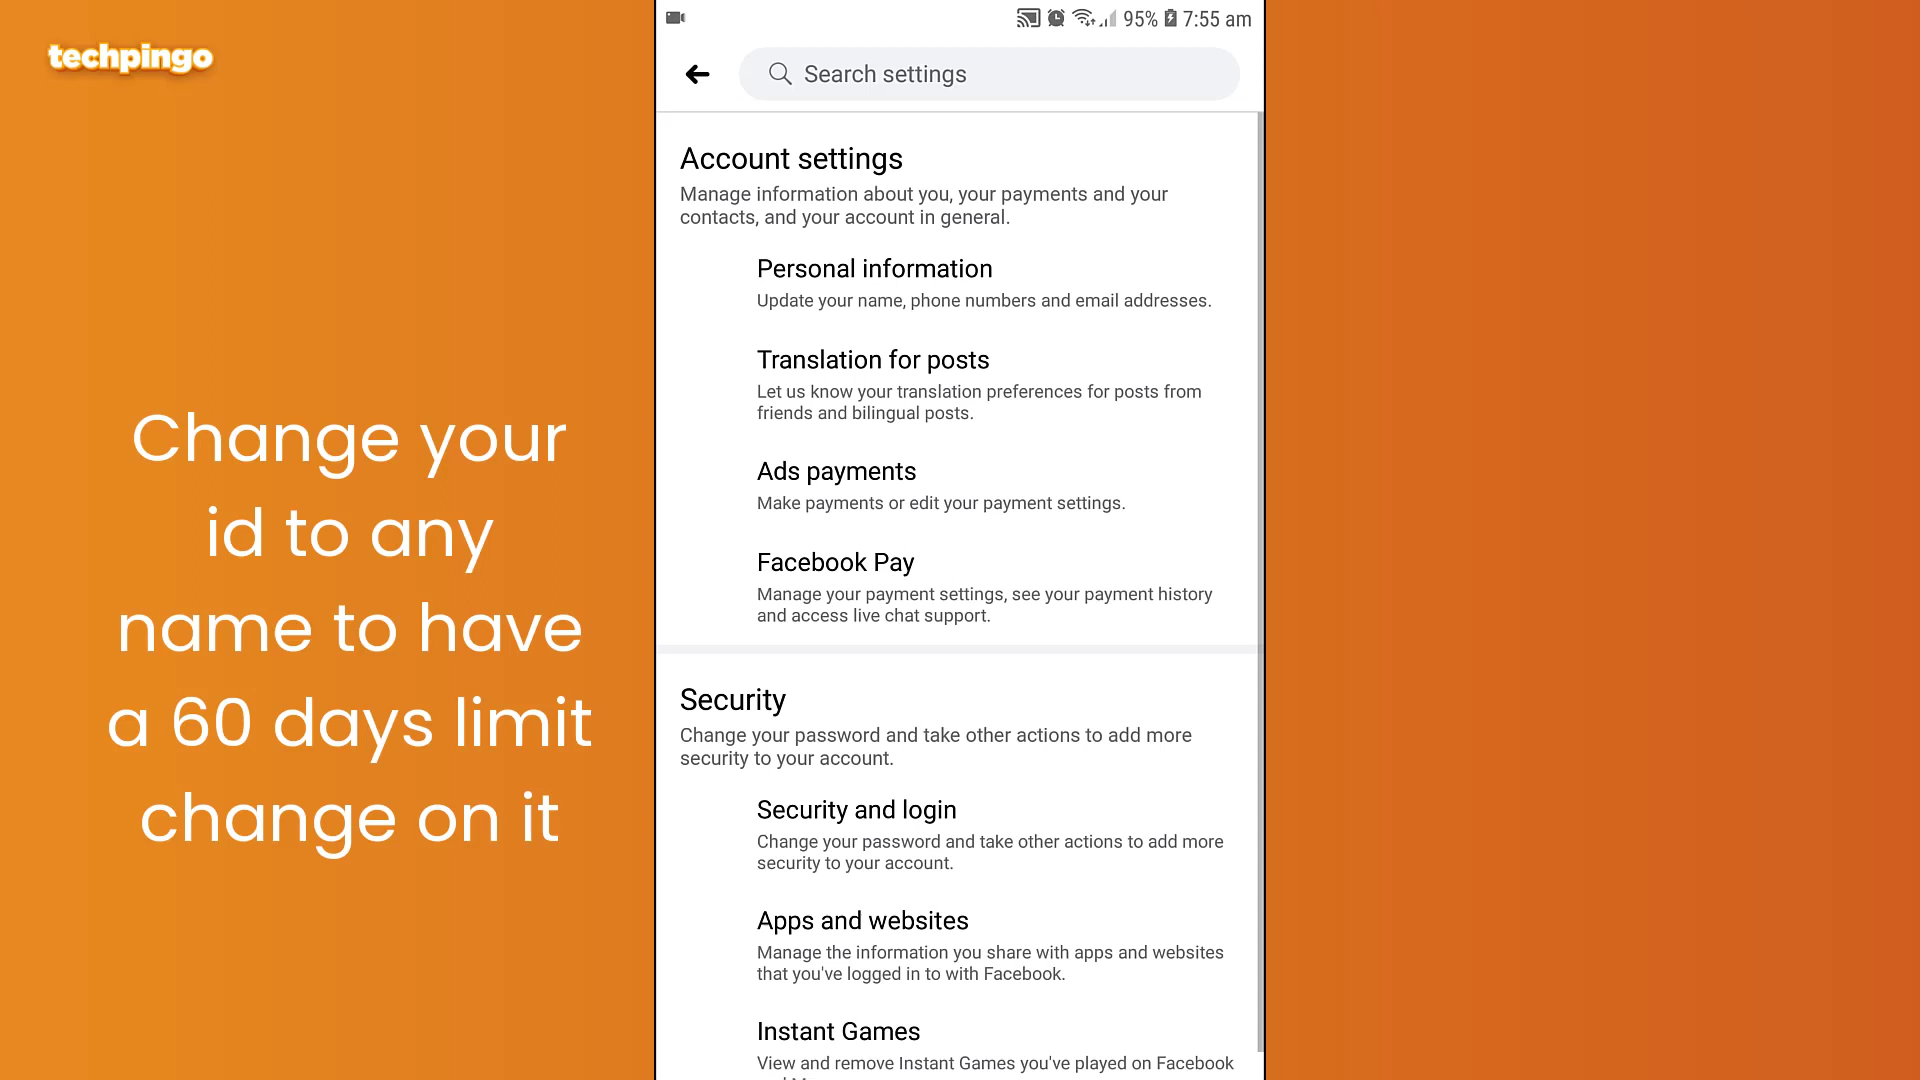 techpingo
Change your
id to any
name to have
a 60 days limit
change on it
95% 7:55 am
Search settings
Account settings
Manage information about you, your payments and your
contacts, and your account in general.
Personal information
Update your name, phone numbers and email addresses.
Translation for posts
Let us know your translation preferences for posts from
friends and bilingual posts.
Ads payments
Make payments or edit your payment settings.
Facebook Pay
Manage your payment settings, see your payment history
and access live chat support.
Security
Change your password and take other actions to add more
security to your account.
Security and login
Change your password and take other actions to add more
security to your account.
Apps and websites
Manage the information you share with apps and websites
that you've logged in to with Facebook.
Instant Games
View and remove Instant Games you've played on Facebook